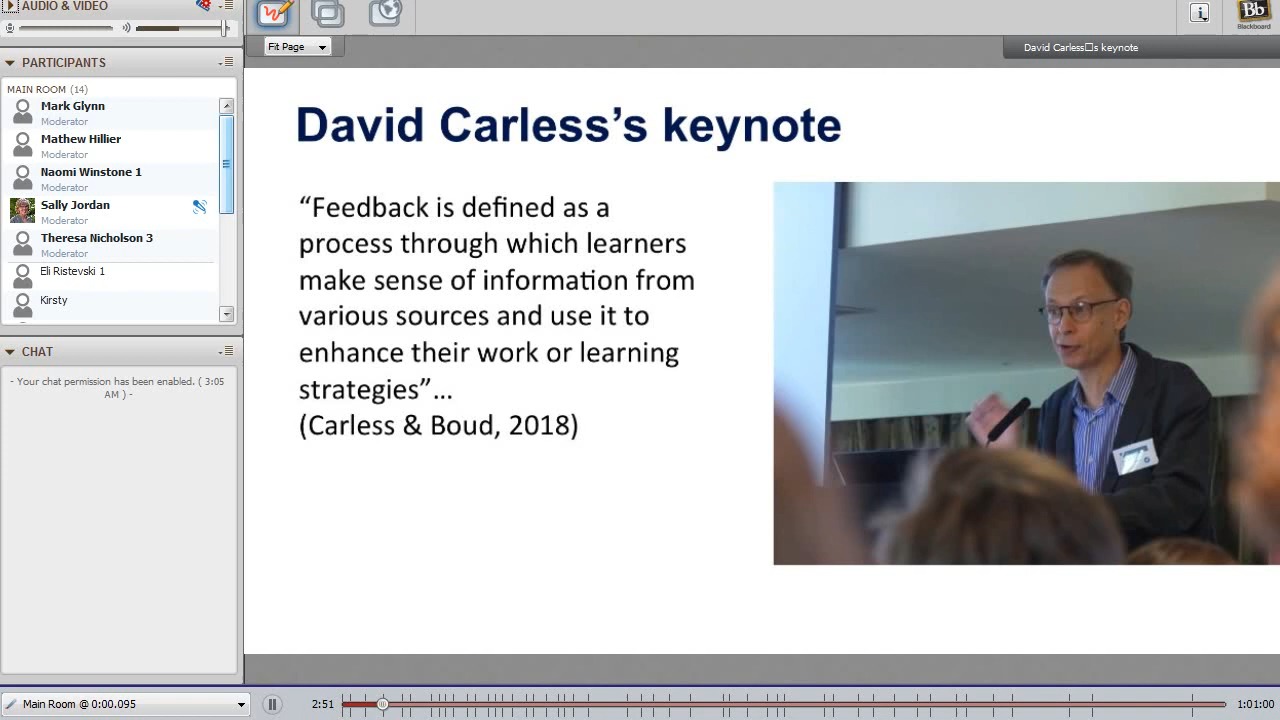 AUDIO & VIDEO
Fit Page
David Carless□s keynote
Bb
Blackboard
PARTICIPANTS
MAIN ROOM (14)
Mark Glynn
Moderator
Mathew Hillier
Moderator
Naomi Winstone 1
Moderator
Sally Jordan
Moderator
Theresa Nicholson 3
Moderator
Eli Ristevski 1
Kirsty
CHAT
- Your chat permission has been enabled. ( 3:05
AM ) -
David Carless’s keynote
“Feedback is defined as a
process through which learners
make sense of information from
various sources and use it to
enhance their work or learning
strategies”...
(Carless & Boud, 2018)
Main Room @ 0:00.095
2:51
1:01:00